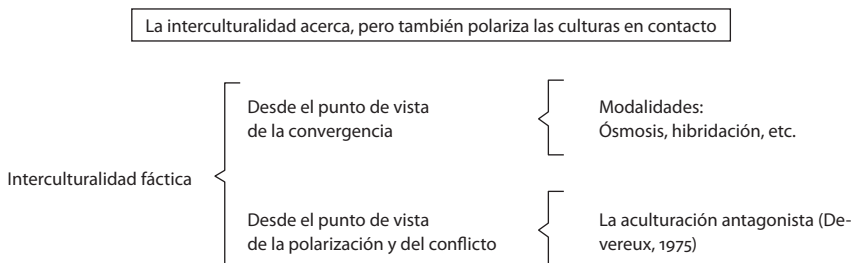 La interculturalidad acerca, pero también polariza las culturas en contacto
Desde el punto de vista
de la convergencia
Modalidades:
Ósmosis, hibridación, etc.
Interculturalidad fáctica
Desde el punto de vista
de la polarización y del conflicto
La aculturación antagonista (De-
vereux, 1975)